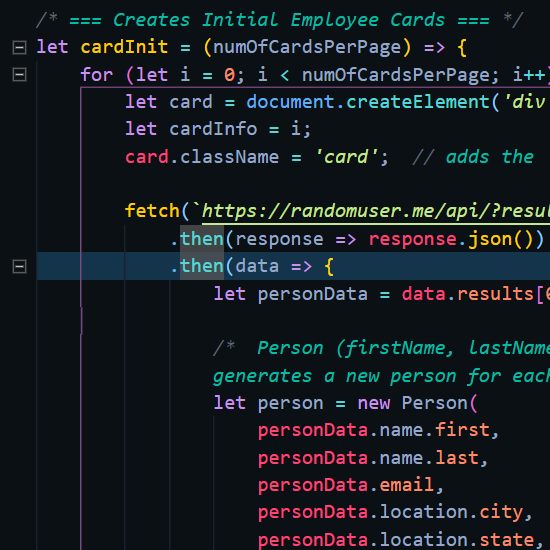 /* === Creates Initial Employee Cards === */
let cardInit = (numOfCardsPerPage) => {
for (let i = 0; i < numOfCardsPerPage; i++)
let card = document.createElement('div
let cardInfo = i;
card.className = 'card'; // adds the
fetch(`https://randomuser.me/api/?resul
.then(response => response.json())
.then(data => {
let personData = data.results[0
/* Person (firstName, lastName
generates a new person for each
let person = new Person(
personData.name.first,
personData.name.last,
personData.email,
personData.location.city,
personData.location.state,